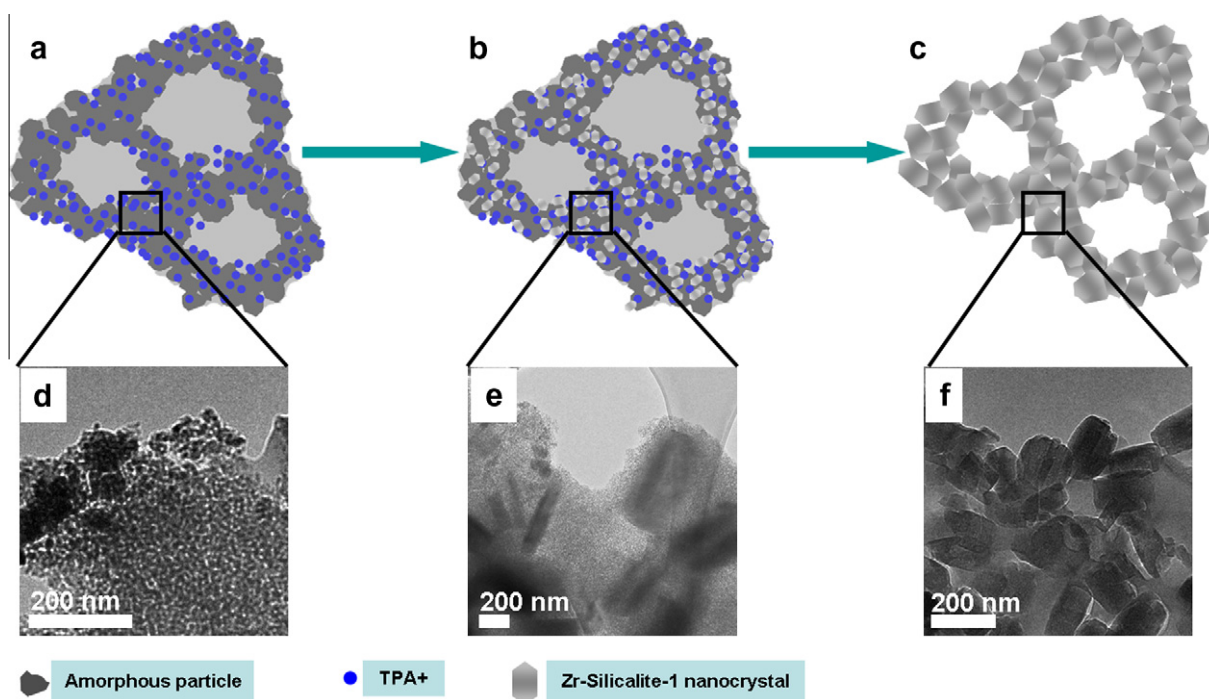 a
b
c
d
e
f
200 nm
200 nm
200 nm
Amorphous particle
TPA+
Zr-Silicalite-1 nanocrystal